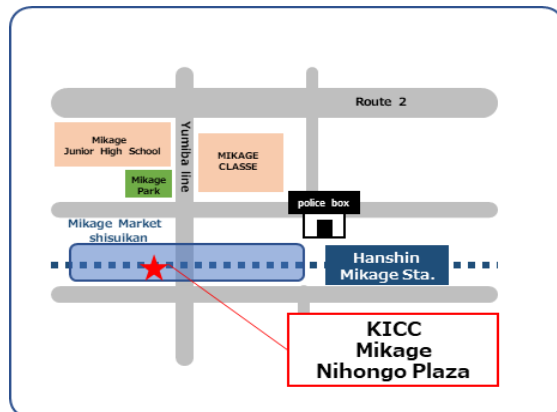 Route 2
Mikage
Junior High School
Yumiba line
MIKAGE
CLASSE
Mikage
Park
police box
Mikage Market
shisuikan
Hanshin
Mikage Sta.
KICC
Mikage
Nihongo Plaza